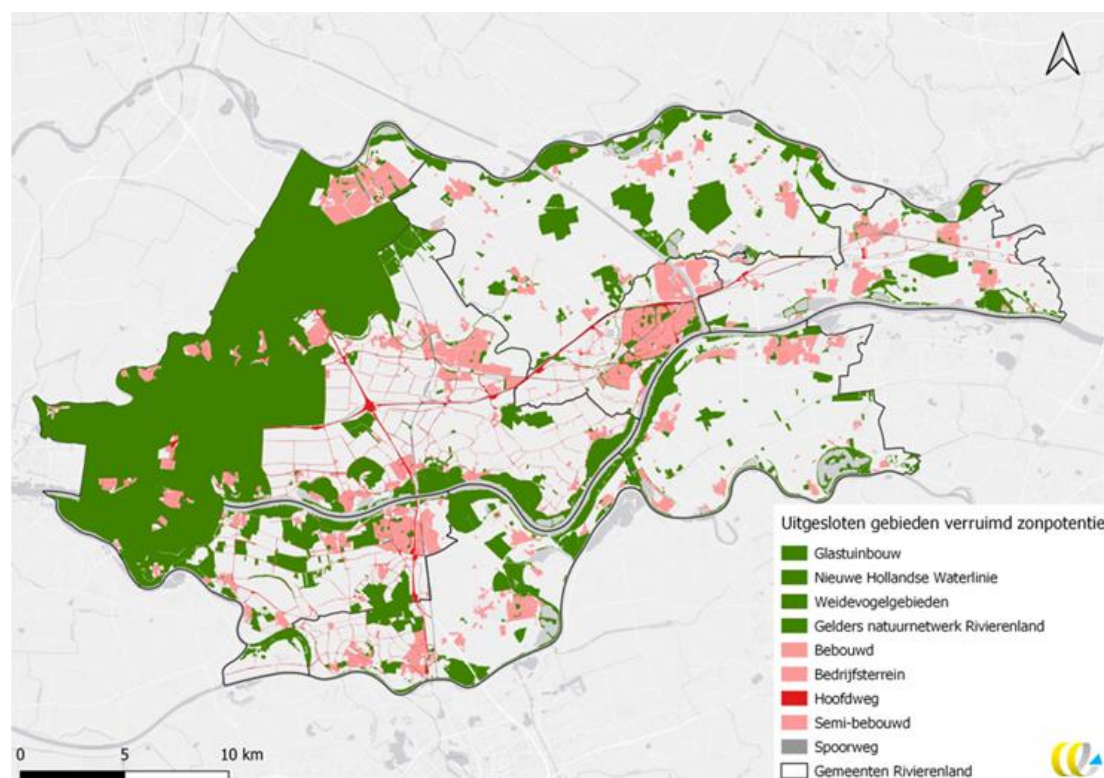 Uitgesloten gebieden verruimd zonpotentie
Glastuinbouw
Nieuwe Hollandse Waterlinie
Weidevogelgebieden
Gelders natuurnetwerk Rivierenland
Bebouwd
Bedrijfsterrein
Hoofdweg
Semi-bebouwd
Spoorweg
Gemeenten Rivierenland
0 5 10 km